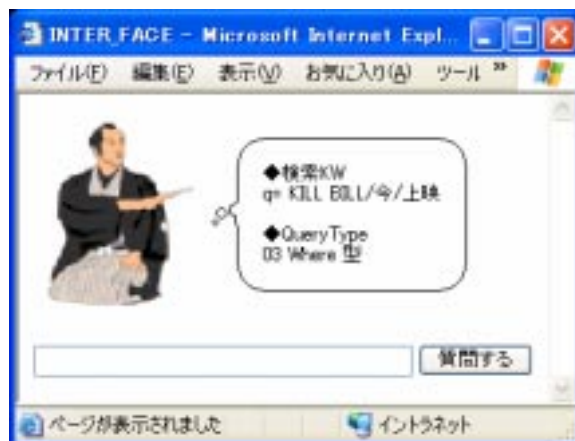 INTER_FACE - Microsoft Internet Expl...
ファイル(F) 編集(E) 表示(V) お気に入り(A) ツール »
◆検索KW
q= KILL BILL/今/上映
◆QueryType
03 Where 型
質問する
ページが表示されました イントラネット